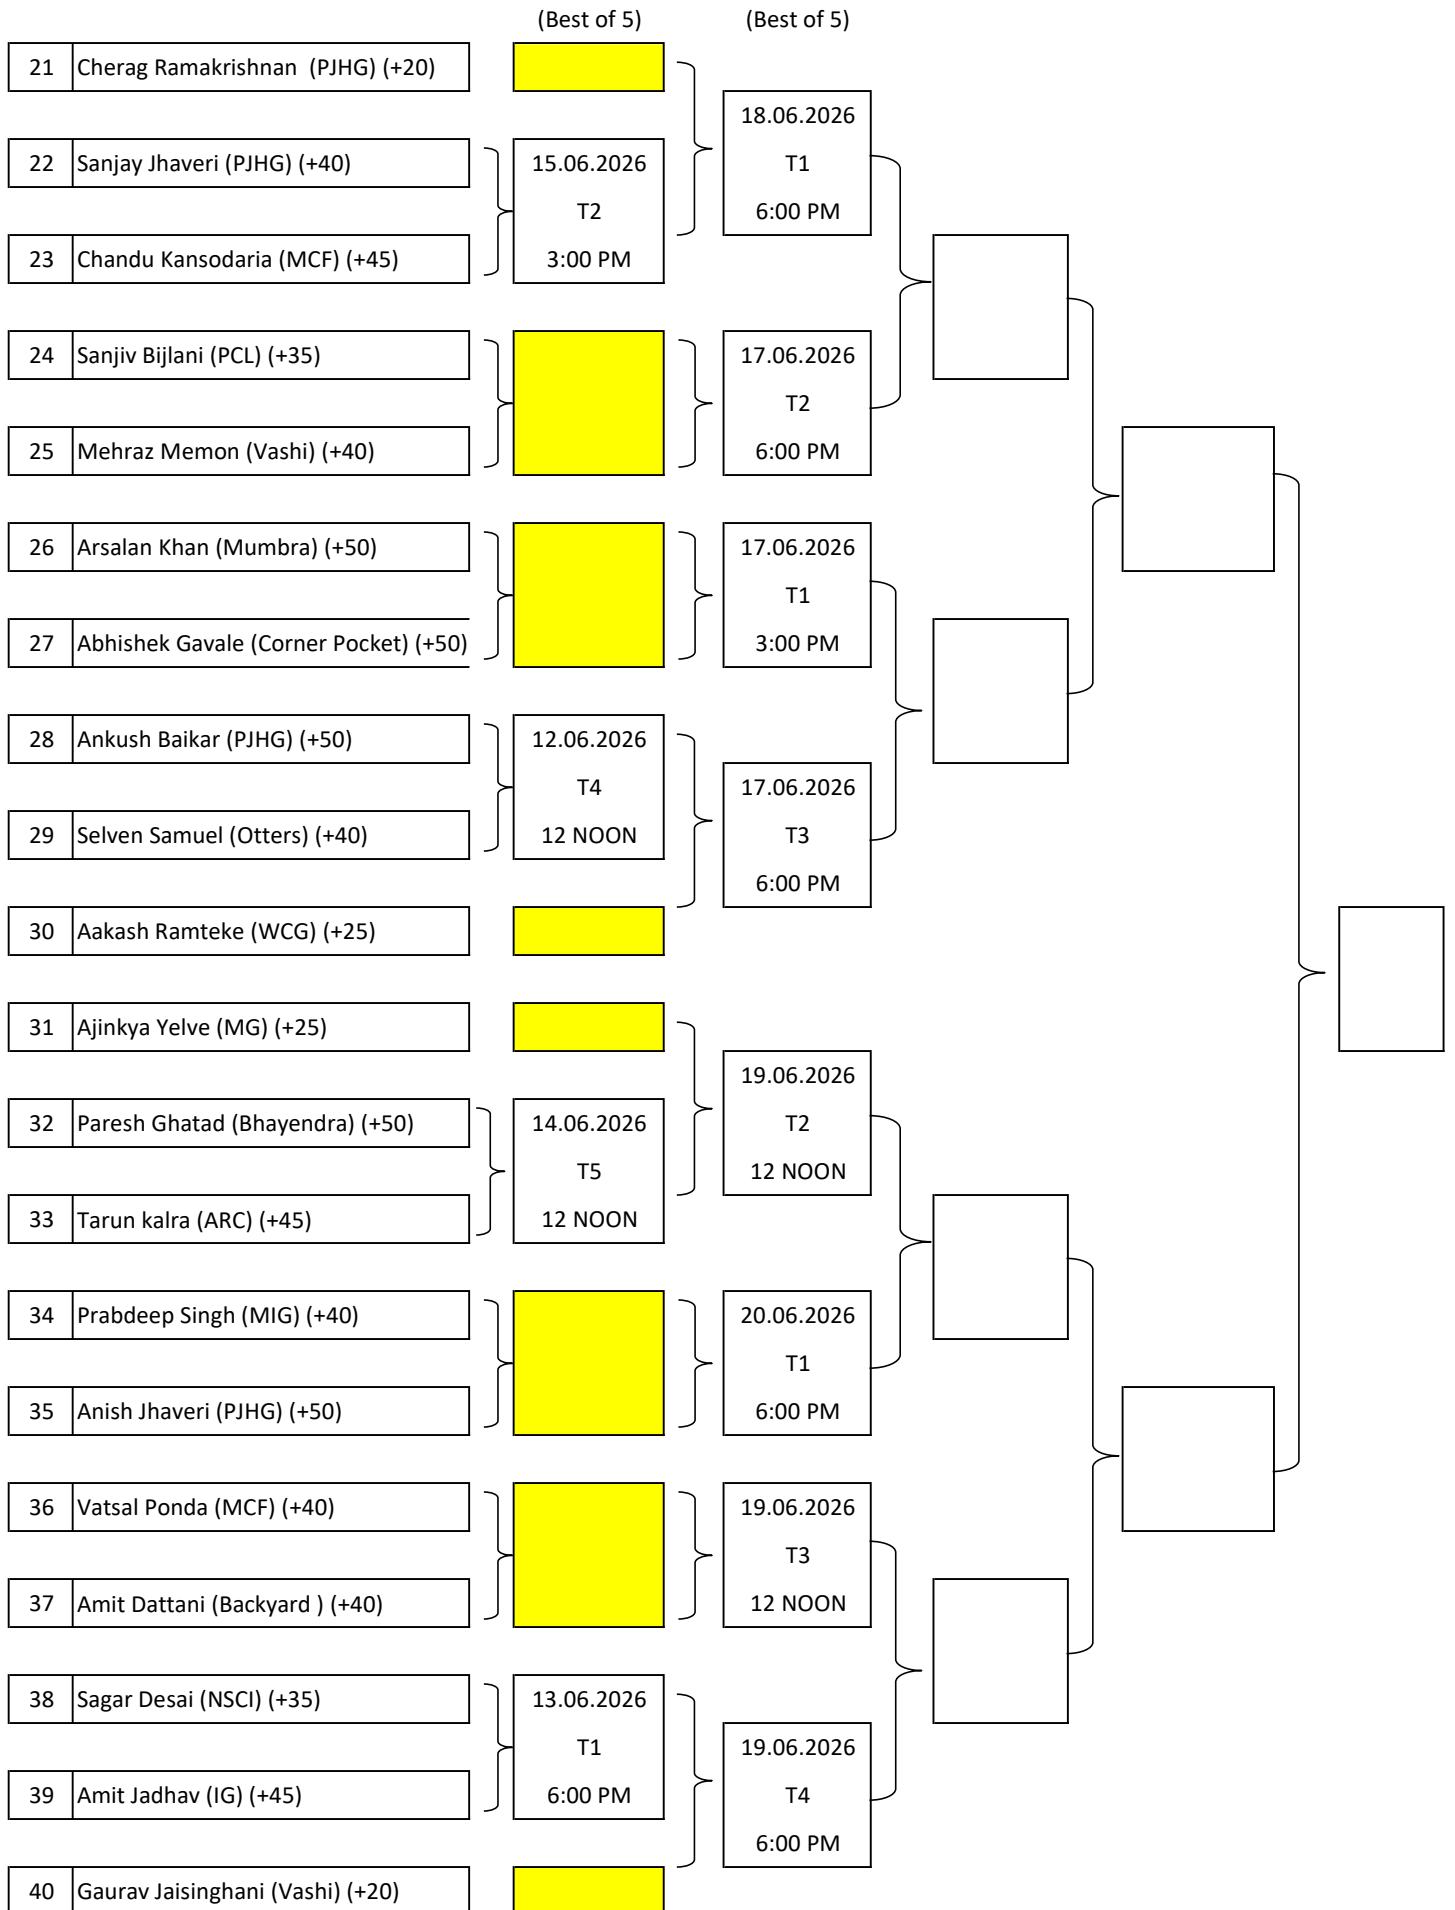 (Best of 5) (Best of 5)
21 Cherag Ramakrishnan (PJHG) (+20)
18.06.2026
22 Sanjay Jhaveri (PJHG) (+40) 15.06.2026 T1
T2 6:00 PM
23 Chandu Kansodaria (MCF) (+45) 3:00 PM
24 Sanjiv Bijlani (PCL) (+35) 17.06.2026
T2
25 Mehraz Memon (Vashi) (+40) 6:00 PM
26 Arsalan Khan (Mumbra) (+50) 17.06.2026
T1
27 Abhishek Gavale (Corner Pocket) (+50) 3:00 PM
28 Ankush Baikar (PJHG) (+50) 12.06.2026
T4 17.06.2026
29 Selven Samuel (Otters) (+40) 12 NOON T3
6:00 PM
30 Aakash Ramteke (WCG) (+25)
31 Ajinkya Yelve (MG) (+25)
19.06.2026
32 Paresh Ghatad (Bhayendra) (+50) 14.06.2026 T2
T5 12 NOON
33 Tarun kalra (ARC) (+45) 12 NOON
34 Prabdeep Singh (MIG) (+40) 20.06.2026
T1
35 Anish Jhaveri (PJHG) (+50) 6:00 PM
36 Vatsal Ponda (MCF) (+40) 19.06.2026
T3
37 Amit Dattani (Backyard ) (+40) 12 NOON
38 Sagar Desai (NSCI) (+35) 13.06.2026
T1 19.06.2026
39 Amit Jadhav (IG) (+45) 6:00 PM T4
6:00 PM
40 Gaurav Jaisinghani (Vashi) (+20)